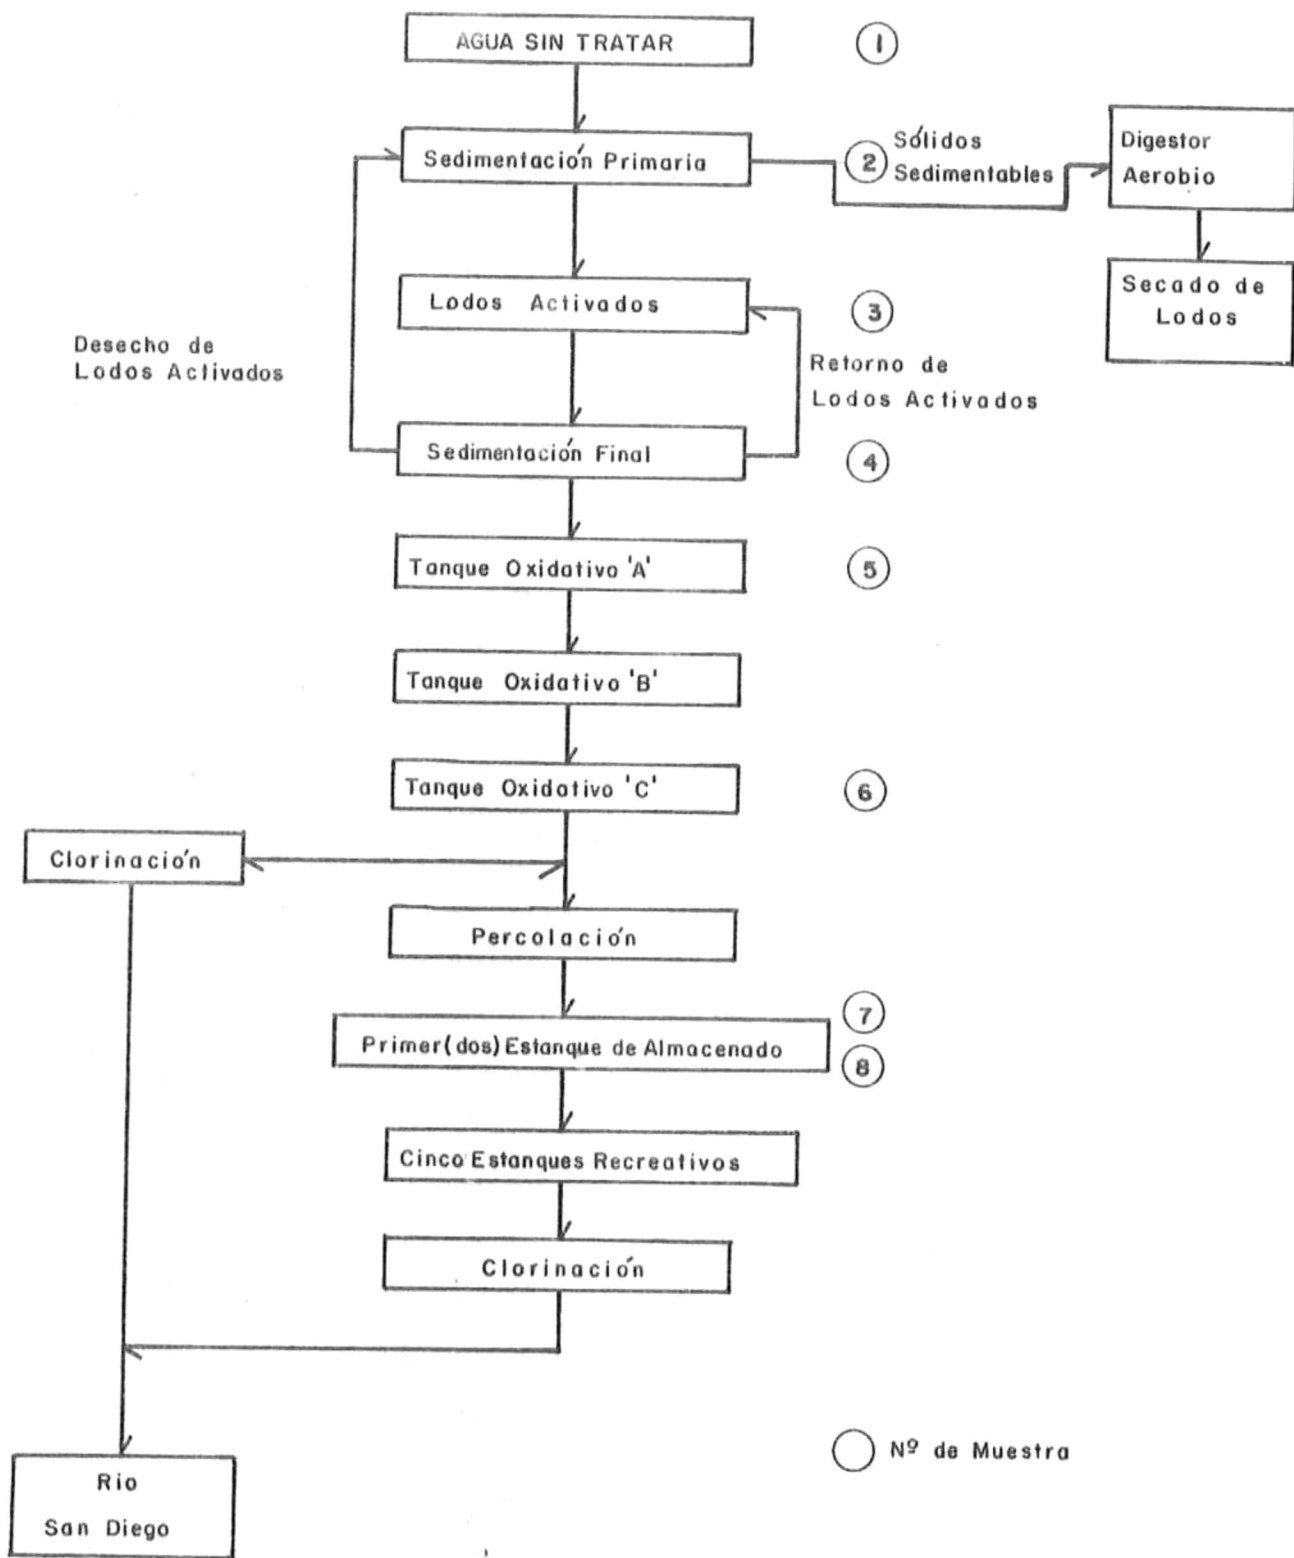 AGUA SIN TRATAR
1
Sedimentación Primaria
2
Sólidos
Sedimentables
Digestor
Aerobio
Lodos Activados
3
Secado de
Lodos
Desecho de
Lodos Activados
Retorno de
Lodos Activados
Sedimentación Final
4
Tanque Oxidativo 'A'
5
Tanque Oxidativo 'B'
Tanque Oxidativo 'C'
6
Clorinación
Percolación
7
Primer(dos) Estanque de Almacenado
8
Cinco Estanques Recreativos
Clorinación
Nº de Muestra
Rio
San Diego